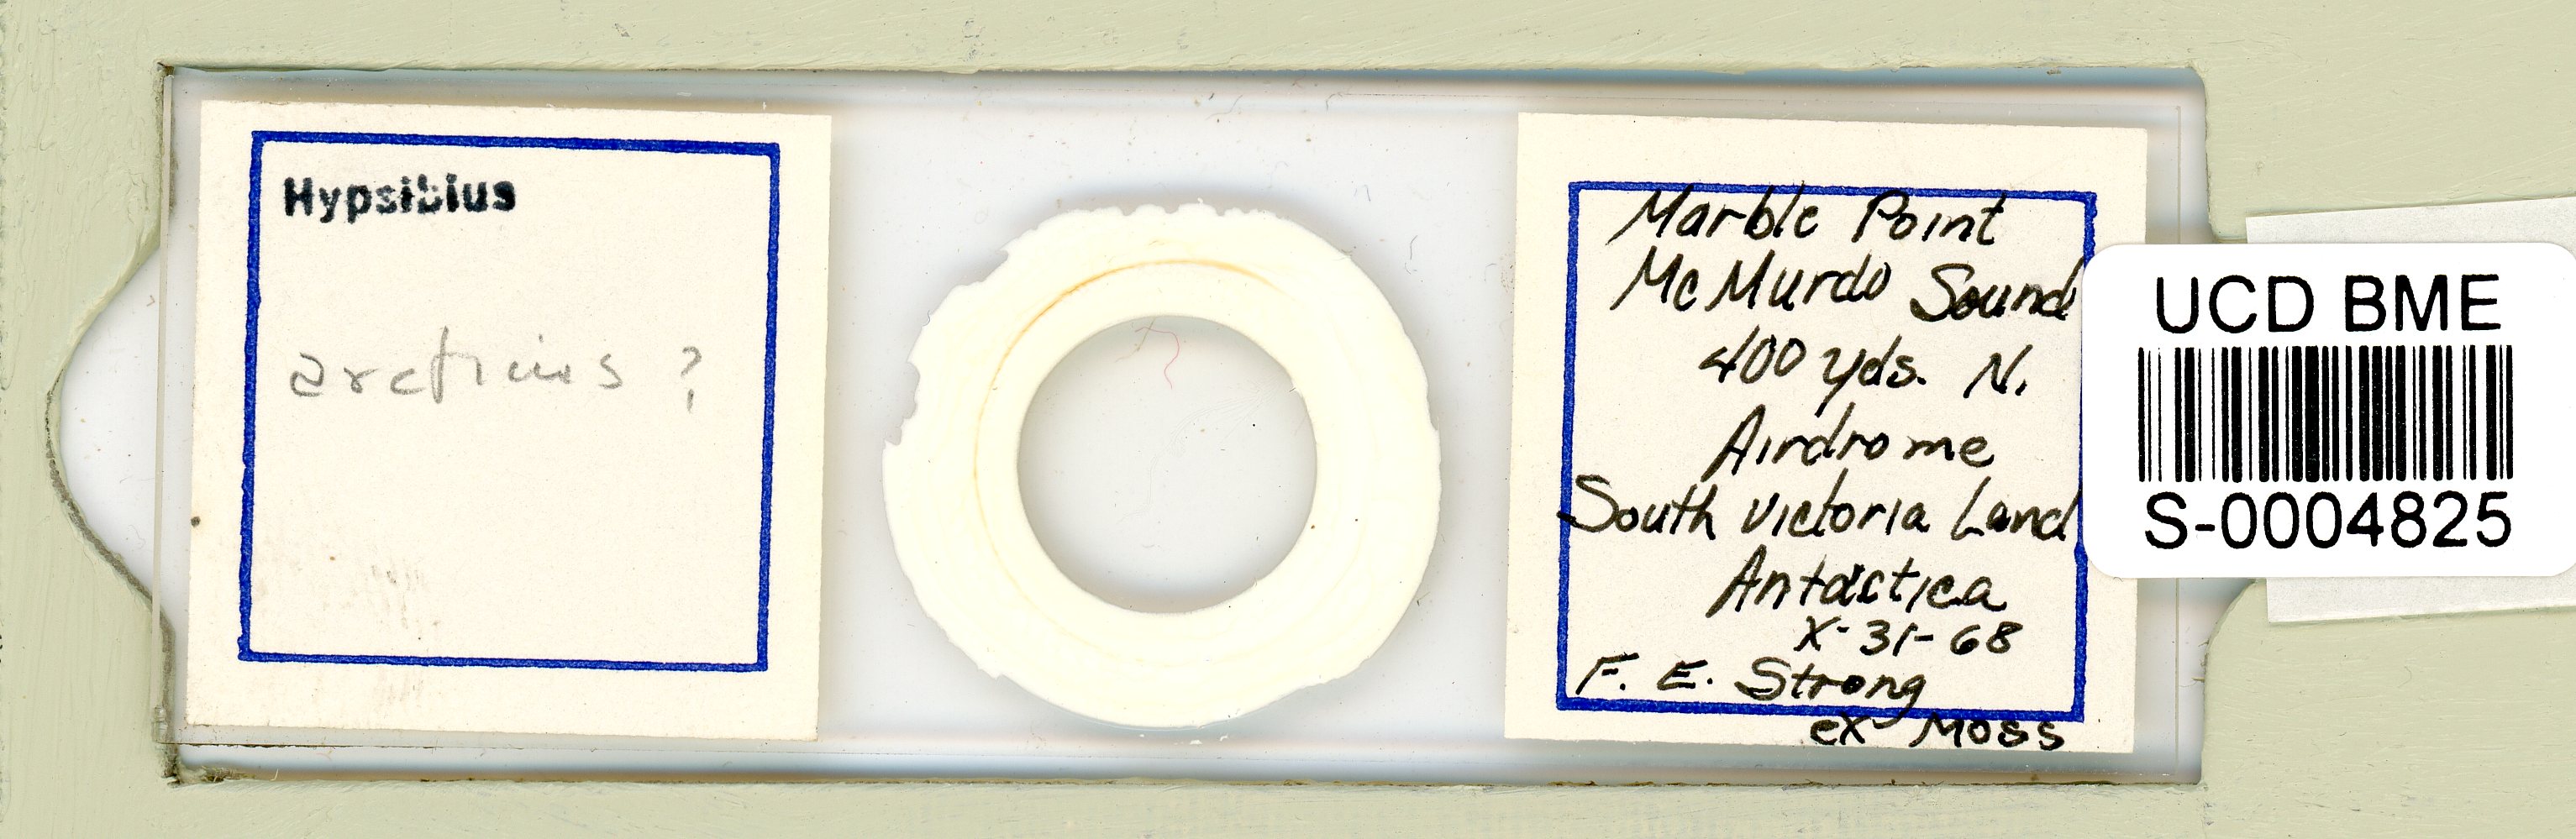 Hypsibius
arcticus ?
Marble Point
McMurdo Sound
400 yds. N.
Airdrome
South Victoria Land
Antarctica
X-31-68
F. E. Strong
ex Moss
UCD BME
S-0004825